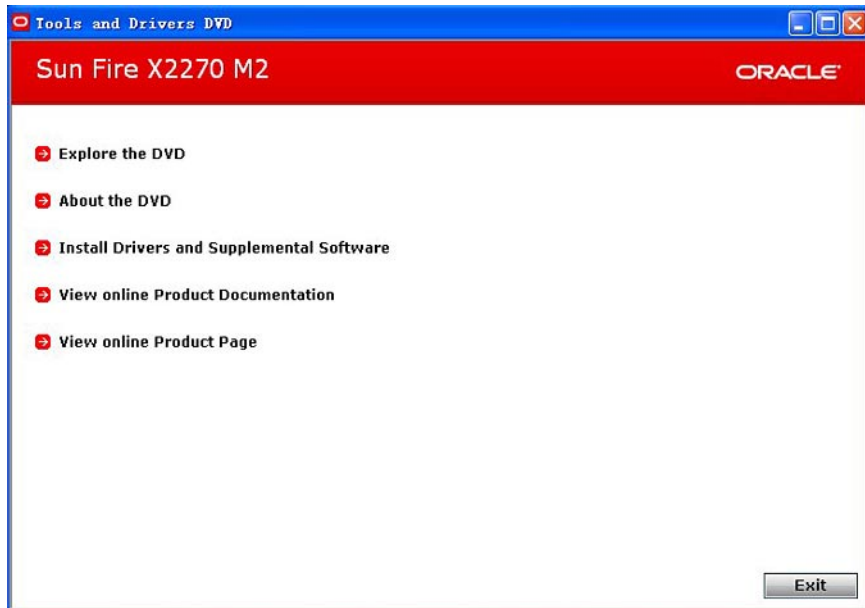 Tools and Drivers DVD
Sun Fire X2270 M2
ORACLE
Explore the DVD
About the DVD
Install Drivers and Supplemental Software
View online Product Documentation
View online Product Page
Exit